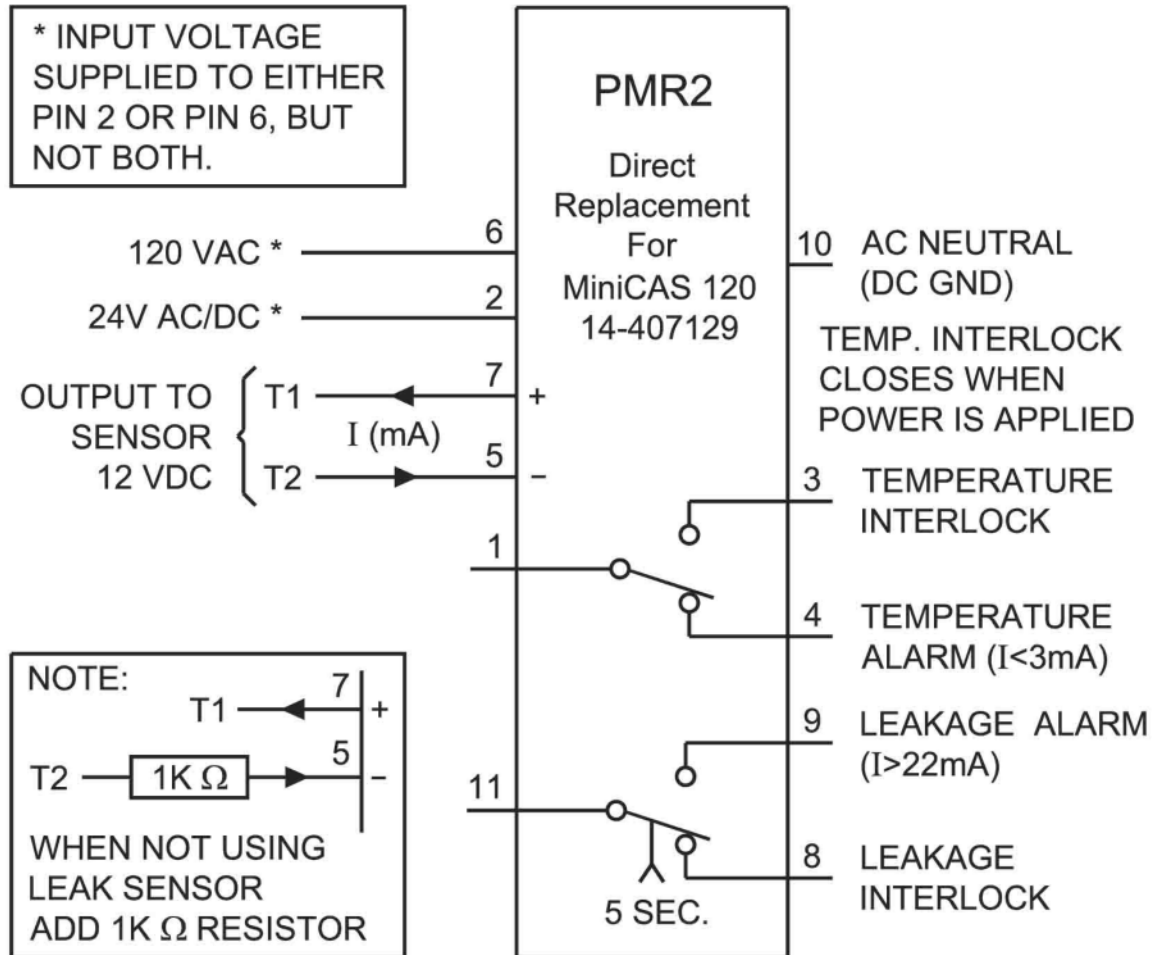 * INPUT VOLTAGE
SUPPLIED TO EITHER
PIN 2 OR PIN 6, BUT
NOT BOTH.
PMR2
Direct
Replacement
For
MiniCAS 120
14-407129
120 VAC *
6
24V AC/DC *
2
OUTPUT TO
SENSOR
12 VDC
T1
7
+
I (mA)
T2
5
−
1
10
AC NEUTRAL
(DC GND)
TEMP. INTERLOCK
CLOSES WHEN
POWER IS APPLIED
3
TEMPERATURE
INTERLOCK
4
TEMPERATURE
ALARM (I<3mA)
NOTE:
T1
7
+
T2
1K Ω
5
−
WHEN NOT USING
LEAK SENSOR
ADD 1K Ω RESISTOR
11
5 SEC.
9
LEAKAGE ALARM
(I>22mA)
8
LEAKAGE
INTERLOCK